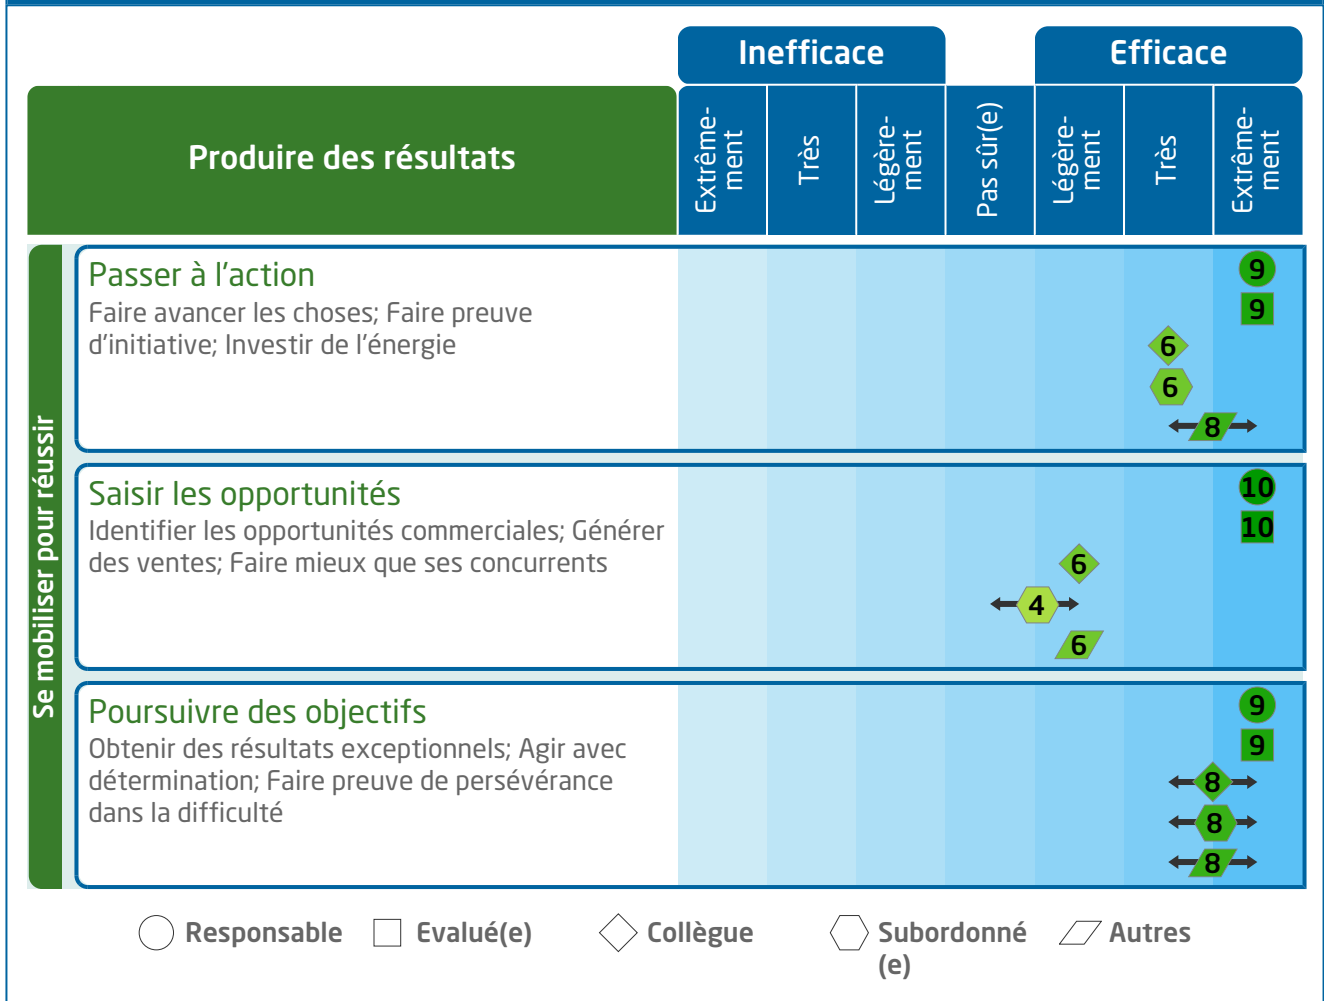 Inefficace
Efficace
Produire des résultats
Extrême-
ment
Très
Légère-
ment
Pas sûr(e)
Légère-
ment
Très
Extrême-
ment
Se mobiliser pour réussir
Passer à l'action
Faire avancer les choses; Faire preuve
d'initiative; Investir de l'énergie
9
9
6
6
8
Saisir les opportunités
Identifier les opportunités commerciales; Générer
des ventes; Faire mieux que ses concurrents
10
10
6
4
6
Poursuivre des objectifs
Obtenir des résultats exceptionnels; Agir avec
détermination; Faire preuve de persévérance
dans la difficulté
9
9
8
8
8
Responsable
Evalué(e)
Collègue
Subordonné
(e)
Autres